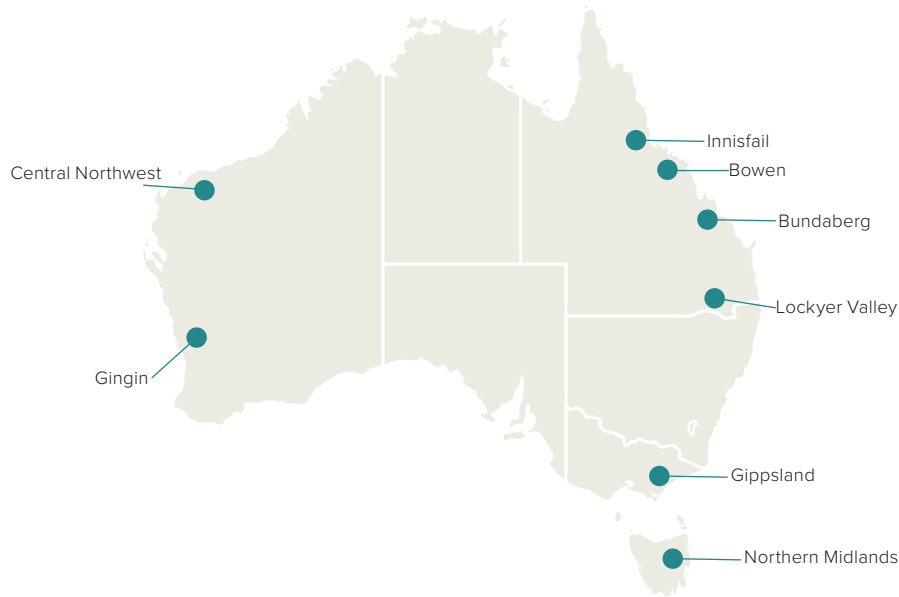 Innisfail
Bowen
Central Northwest
Bundaberg
Lockyer Valley
Gingin
Gippsland
Northern Midlands